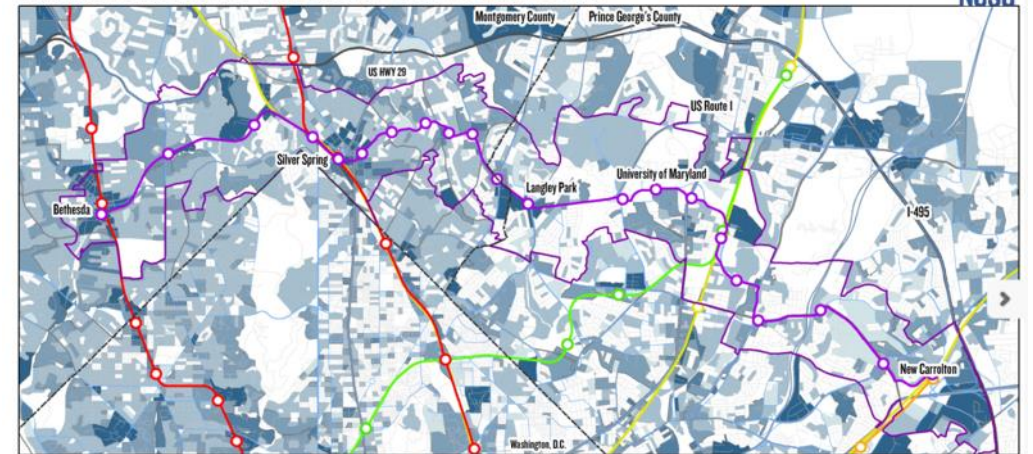 Montgomery County
Prince George's County
US HWY 29
US Route 1
Silver Spring
Langley Park
University of Maryland
Bethesda
I-495
New Carrolton
Washington, D.C.